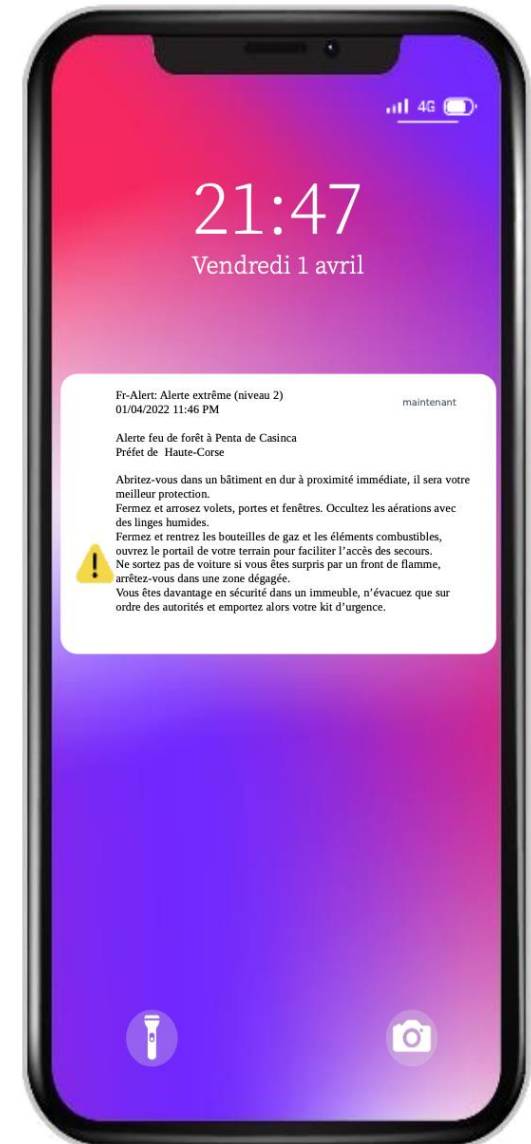 4G
21:47
Vendredi 1 avril
Fr-Alert: Alerte extrême (niveau 2)
maintenant
01/04/2022 11:46 PM
Alerte feu de forêt à Penta de Casinca
Préfet de Haute-Corse
Abritez-vous dans un bâtiment en dur à proximité immédiate, il sera votre
meilleur protection.
Fermez et arrosez volets, portes et fenêtres. Occultez les aérations avec
des linges humides.
Fermez et rentrez les bouteilles de gaz et les éléments combustibles,
ouvrez le portail de votre terrain pour faciliter l’accès des secours.
Ne sortez pas de voiture si vous êtes surpris par un front de flamme,
arrêtez-vous dans une zone dégagée.
Vous êtes davantage en sécurité dans un immeuble, n’évacuez que sur
ordre des autorités et emportez alors votre kit d’urgence.